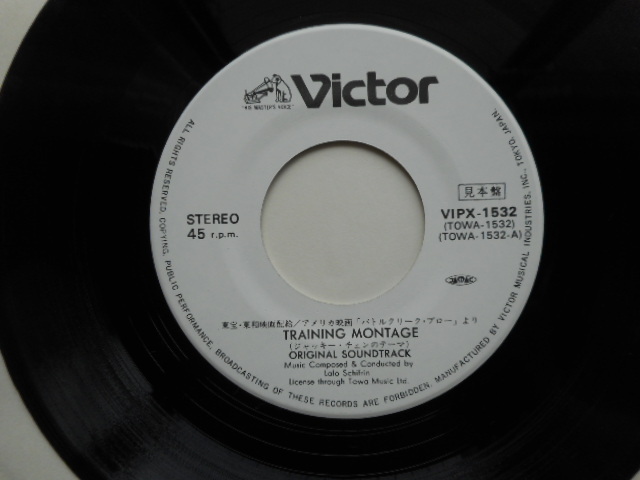 "HIS MASTER'S VOICE"
Victor
見本盤
STEREO
45 r.p.m.
VIPX-1532
(TOWA-1532)
(TOWA-1532-A)
JASRAC
東宝・東和映画配給/アメリカ映画「バトルクリーク・ブロー」より
TRAINING MONTAGE
(ジャッキー・チェンのテーマ)
ORIGINAL SOUNDTRACK
Music Composed & Conducted by
Lalo Schifrin
License through Towa Music Ltd.
ALL RIGHTS RESERVED. COPYING, PUBLIC PERFORMANCE, BROADCASTING OF THESE RECORDS ARE FORBIDDEN. MANUFACTURED BY VICTOR MUSICAL INDUSTRIES, INC., TOKYO, JAPAN.